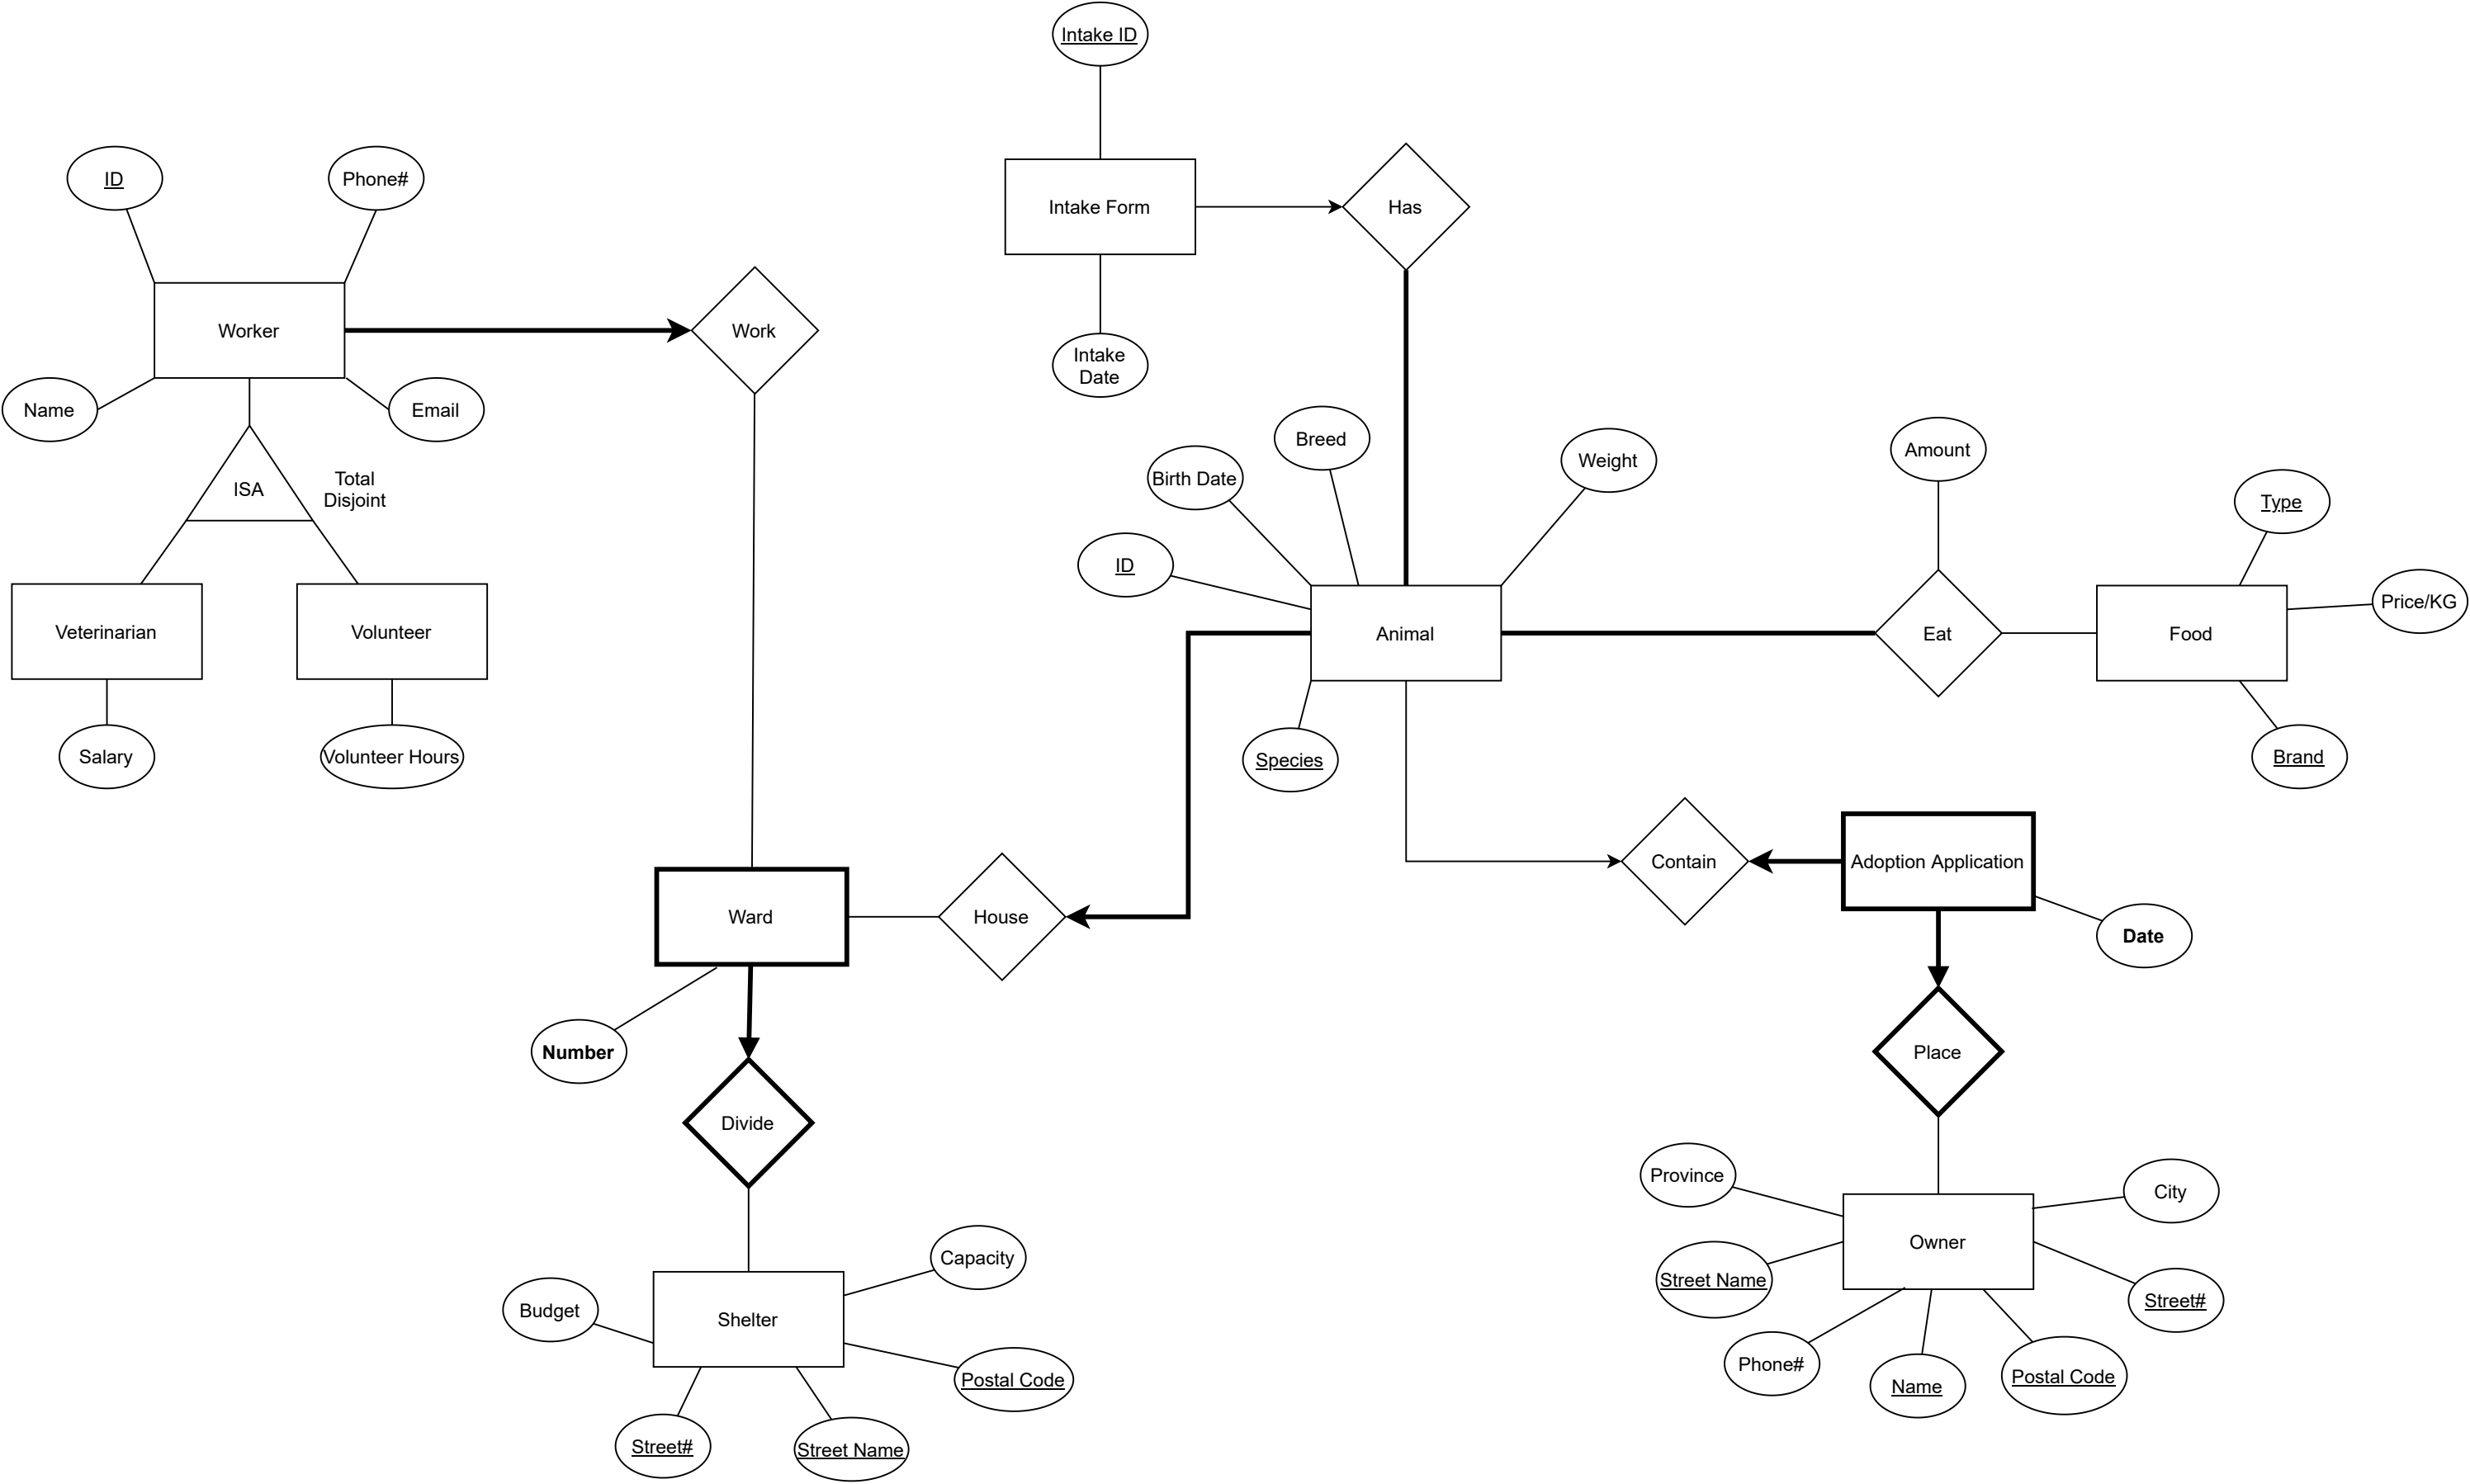 Intake ID
ID
Phone#
Intake Form
Has
Worker
Work
Intake
Date
Name
Email
Breed
Birth Date
Weight
Amount
ISA
Total
Disjoint
Type
ID
Price/KG
Veterinarian
Volunteer
Animal
Eat
Food
Salary
Volunteer Hours
Species
Brand
Ward
House
Contain
Adoption Application
Date
Number
Place
Divide
Province
City
Capacity
Owner
Street Name
Street#
Budget
Shelter
Phone#
Name
Postal Code
Postal Code
Street#
Street Name